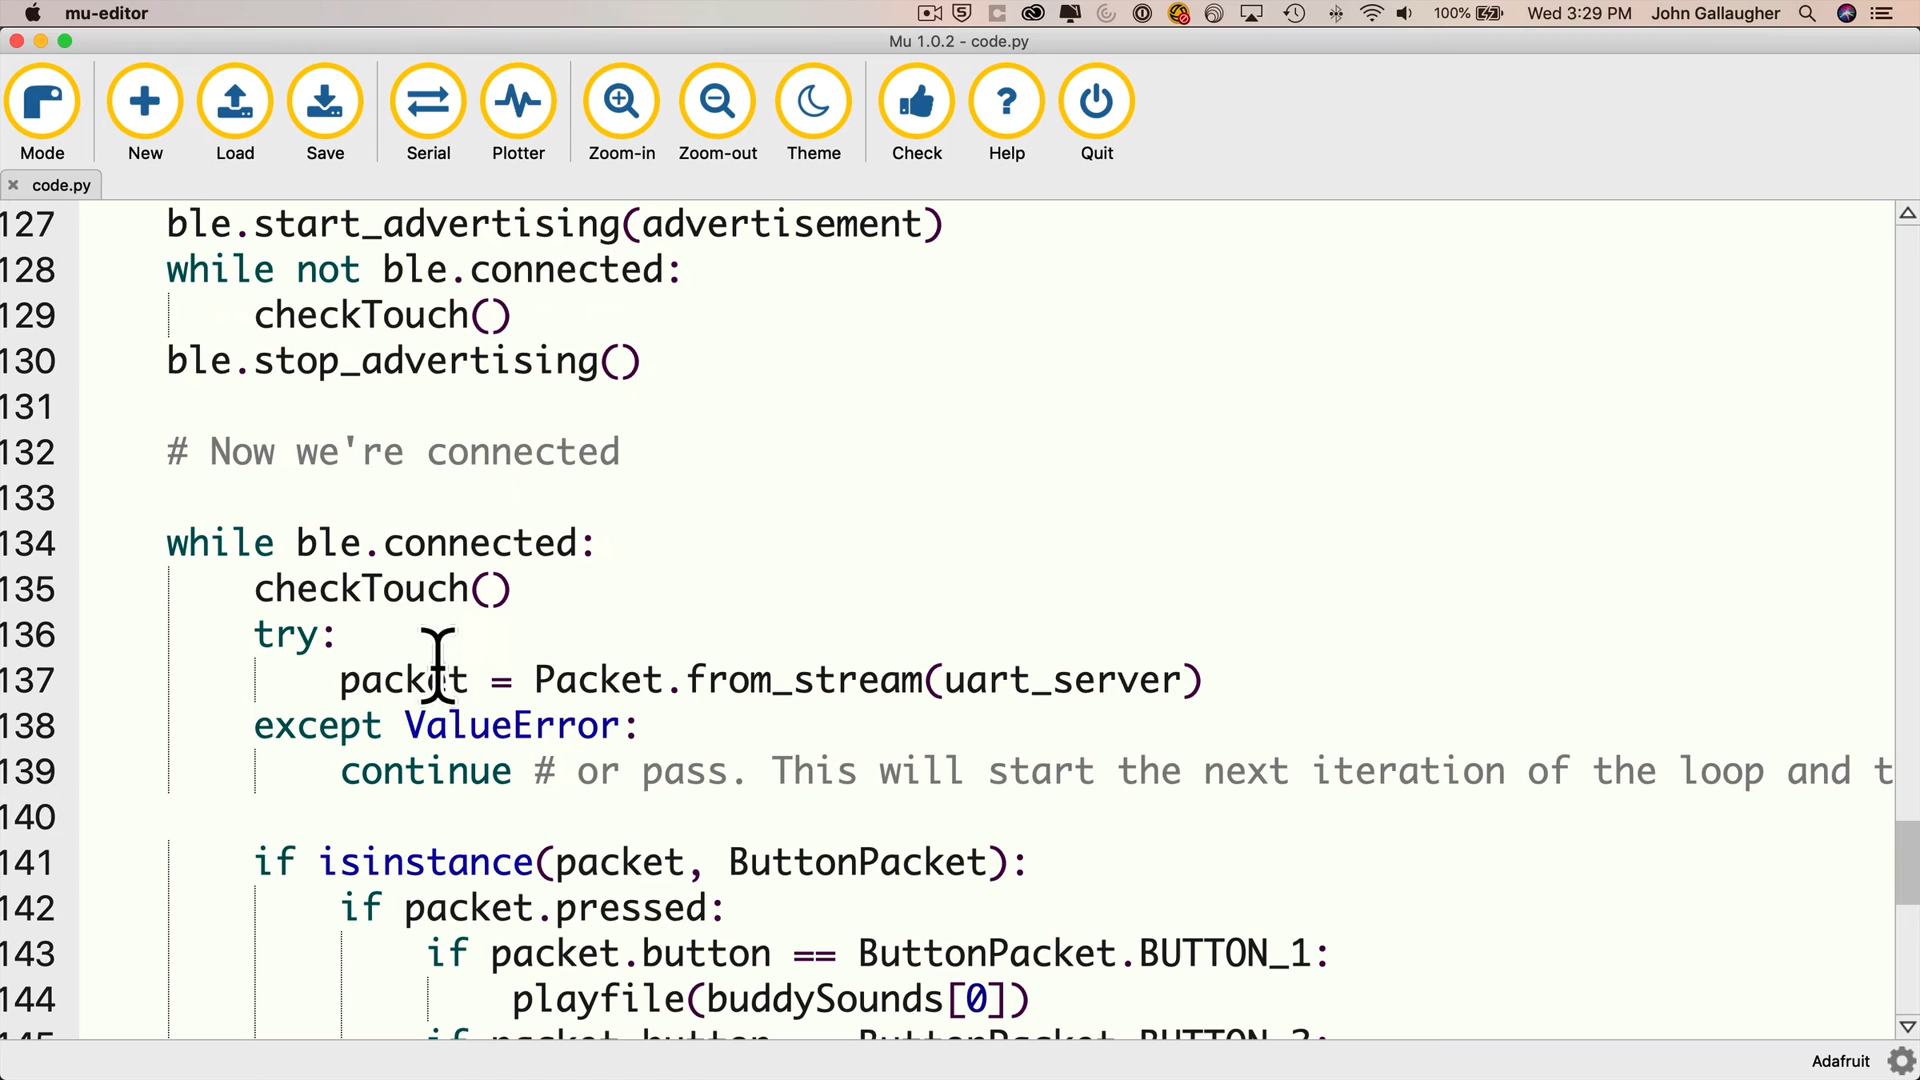 mu-editor 100% Wed 3:29 PM John Gallaugher
Mu 1.0.2 - code.py
Mode New Load Save Serial Plotter Zoom-in Zoom-out Theme Check Help Quit
code.py
127 ble.start_advertising(advertisement)
128 while not ble.connected:
129 checkTouch()
130 ble.stop_advertising()
131
132 # Now we're connected
133
134 while ble.connected:
135 checkTouch()
136 try:
137 packet = Packet.from_stream(uart_server)
138 except ValueError:
139 continue # or pass. This will start the next iteration of the loop and t
140
141 if isinstance(packet, ButtonPacket):
142 if packet.pressed:
143 if packet.button == ButtonPacket.BUTTON_1:
144 playfile(buddySounds[0])
Adafruit